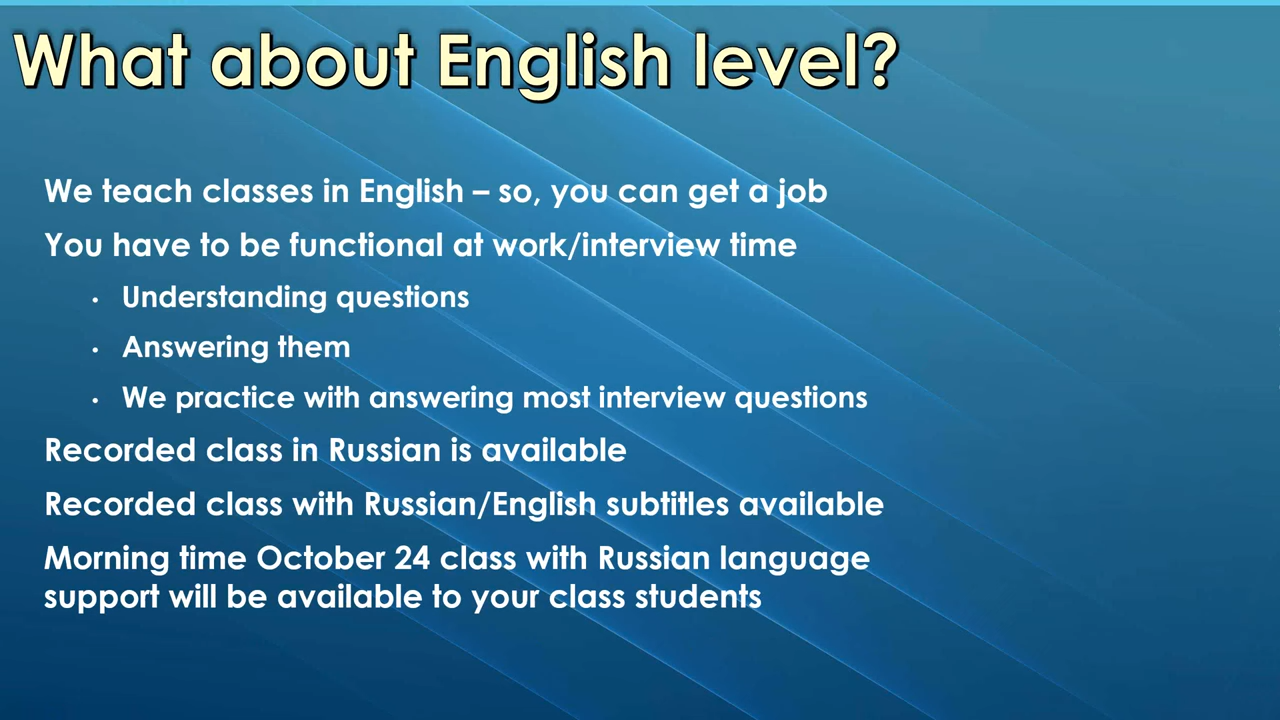 What about English level?
We teach classes in English – so, you can get a job
You have to be functional at work/interview time
• Understanding questions
• Answering them
• We practice with answering most interview questions
Recorded class in Russian is available
Recorded class with Russian/English subtitles available
Morning time October 24 class with Russian language
support will be available to your class students